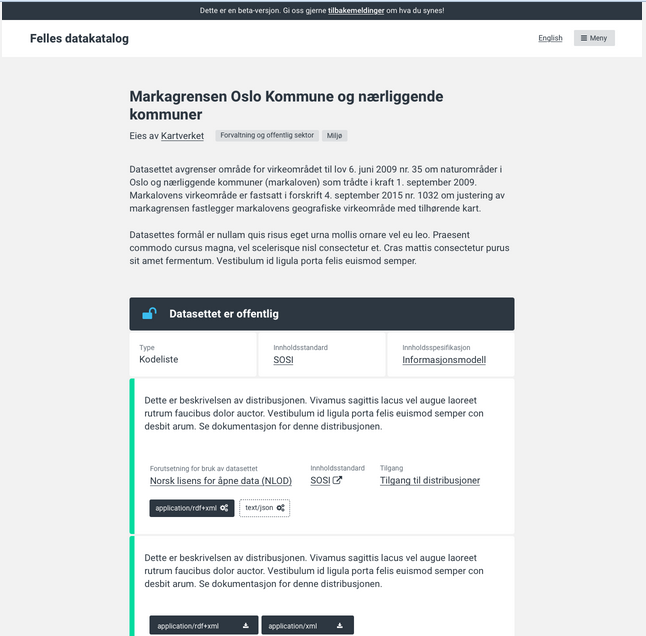 Dette er en beta-versjon. Gi oss gjerne tilbakemeldinger om hva du synes!
Felles datakatalog
English
Meny
Markagrensen Oslo Kommune og nærliggende
kommuner
Eies av Kartverket
Forvaltning og offentlig sektor
Miljø
Datasettet avgrenser område for virkeområdet til lov 6. juni 2009 nr. 35 om naturområder i
Oslo og nærliggende kommuner (markaloven) som trådte i kraft 1. september 2009.
Markalovens virkeområde er fastsatt i forskrift 4. september 2015 nr. 1032 om justering av
markagrensen fastlegger markalovens geografiske virkeområde med tilhørende kart.
Datasettes formål er nullam quis risus eget urna mollis ornare vel eu leo. Praesent
commodo cursus magna, vel scelerisque nisl consectetur et. Cras mattis consectetur purus
sit amet fermentum. Vestibulum id ligula porta felis euismod semper.
Datasettet er offentlig
Type
Kodeliste
Innholdsstandard
SOSI
Innholdsspesifikasjon
Informasjonsmodell
Dette er beskrivelsen av distribusjonen. Vivamus sagittis lacus vel augue laoreet
rutrum faucibus dolor auctor. Vestibulum id ligula porta felis euismod semper con
desbit arum. Se dokumentasjon for denne distribusjonen.
Forutsetning for bruk av datasettet
Norsk lisens for åpne data (NLOD)
Innholdsstandard
SOSI
Tilgang
Tilgang til distribusjoner
application/rdf+xml
text/json
Dette er beskrivelsen av distribusjonen. Vivamus sagittis lacus vel augue laoreet
rutrum faucibus dolor auctor. Vestibulum id ligula porta felis euismod semper con
desbit arum. Se dokumentasjon for denne distribusjonen.
application/rdf+xml
application/xml